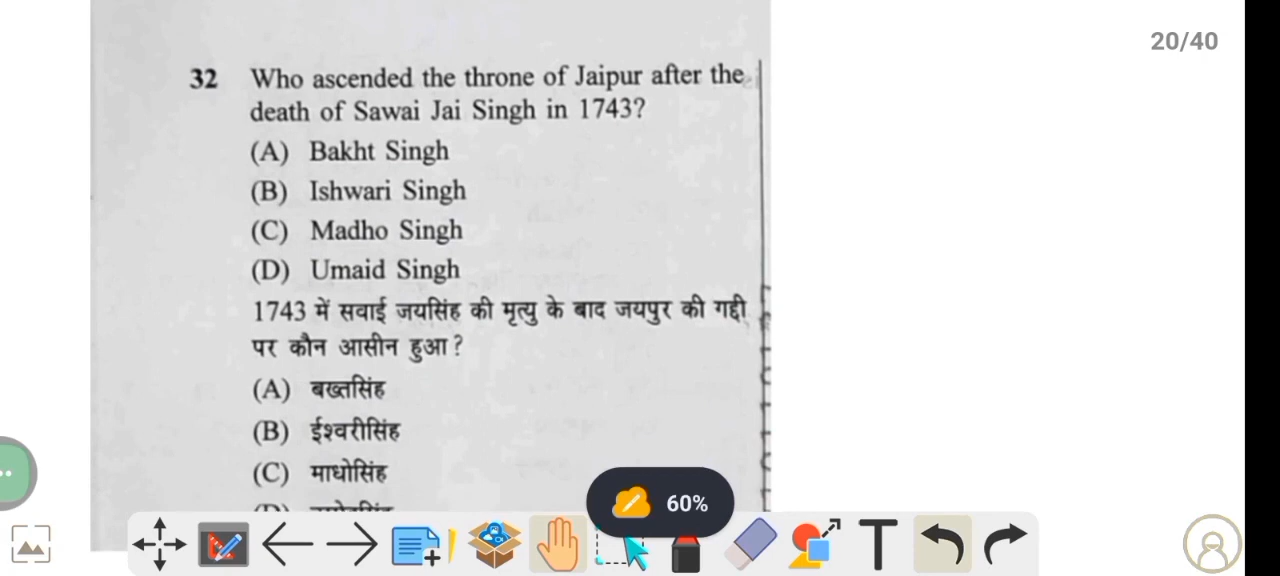 20/40
32 Who ascended the throne of Jaipur after the
death of Sawai Jai Singh in 1743?
(A) Bakht Singh
(B) Ishwari Singh
(C) Madho Singh
(D) Umaid Singh
1743 में सवाई जयसिंह की मृत्यु के बाद जयपुर की गद्दी
पर कौन आसीन हुआ?
(A) बख्तसिंह
(B) ईश्वरीसिंह
(C) माधोसिंह
60%